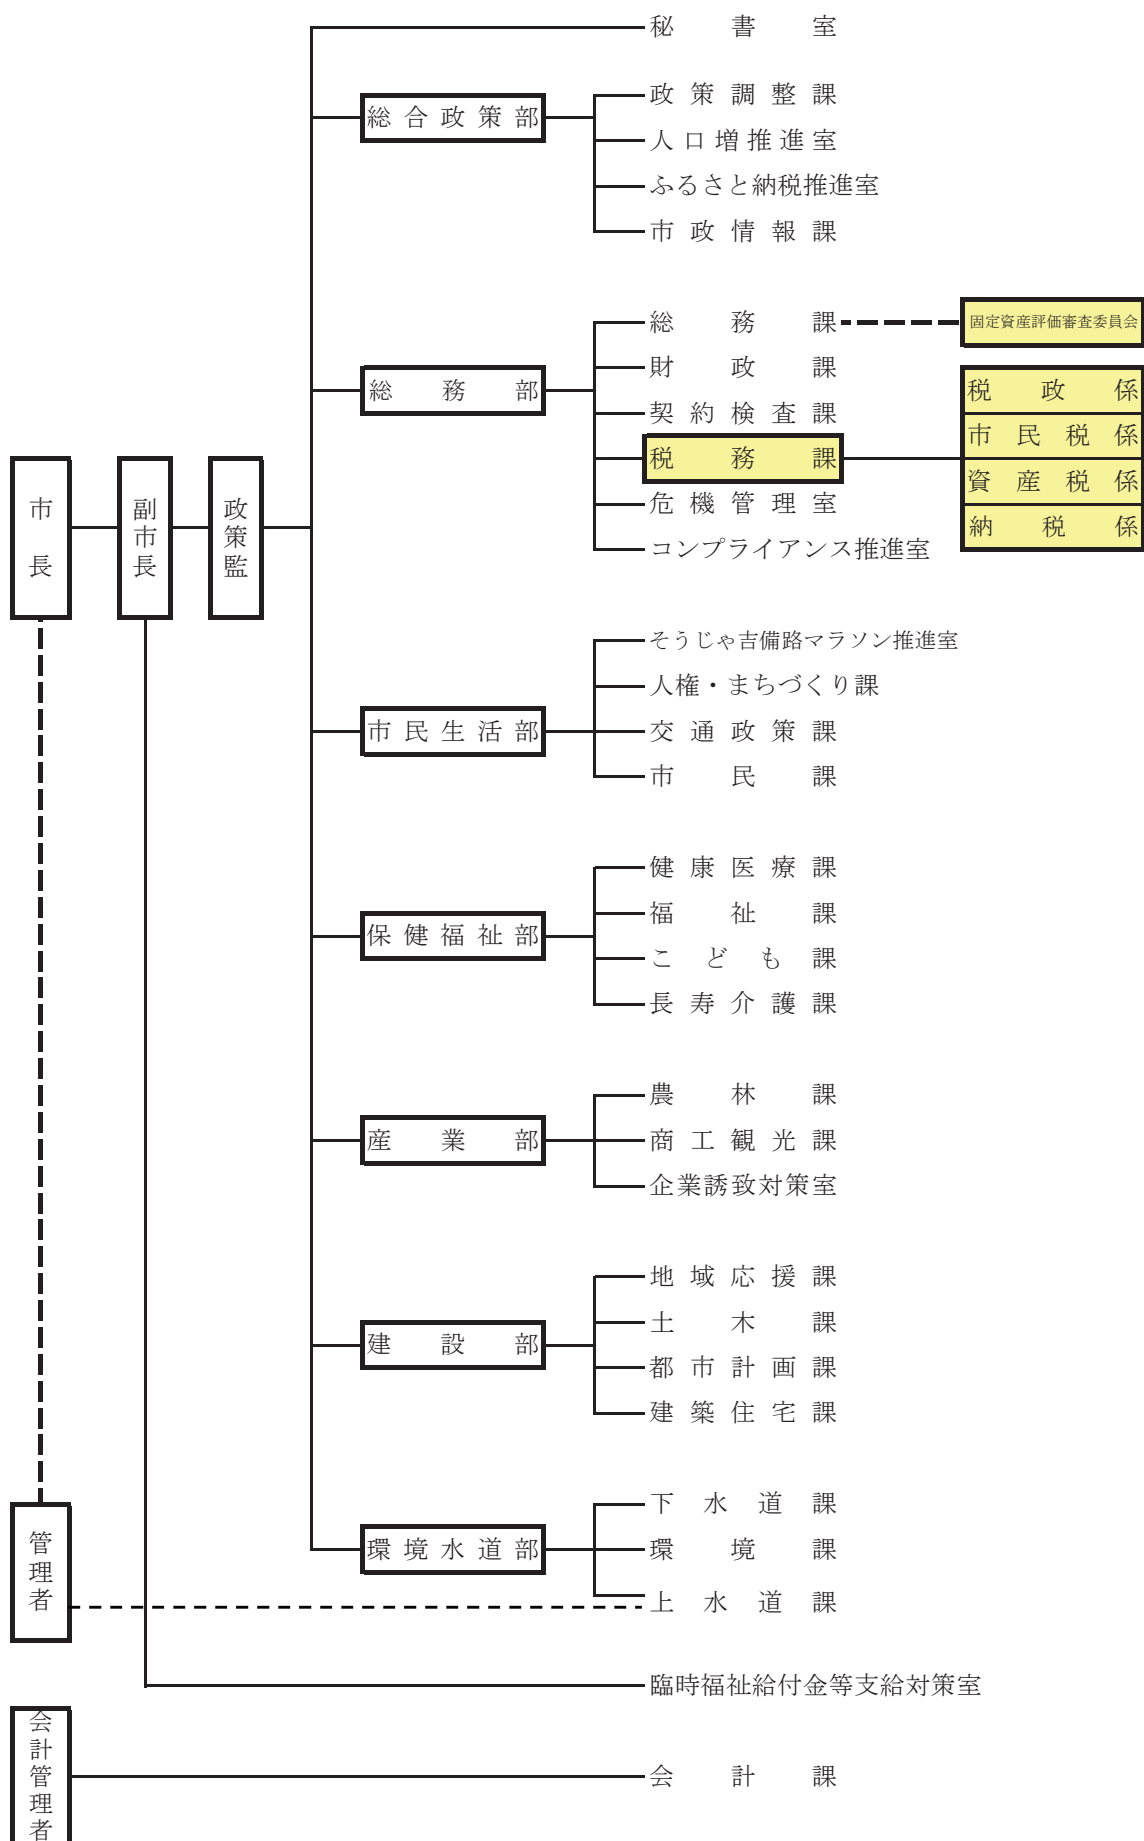 秘書室
総合政策部
政策調整課
人口増推進室
ふるさと納税推進室
市政情報課
総務部
総務課
固定資産評価審査委員会
財政課
契約検査課
税務課
税政係
市民税係
資産税係
納税係
危機管理室
コンプライアンス推進室
市長
副市長
政策監
市民生活部
そうじゃ吉備路マラソン推進室
人権・まちづくり課
交通政策課
市民課
保健福祉部
健康医療課
福祉課
こども課
長寿介護課
産業部
農林課
商工観光課
企業誘致対策室
建設部
地域応援課
土木課
都市計画課
建築住宅課
管理者
環境水道部
下水道課
環境課
上水道課
臨時福祉給付金等支給対策室
会計管理者
会計課